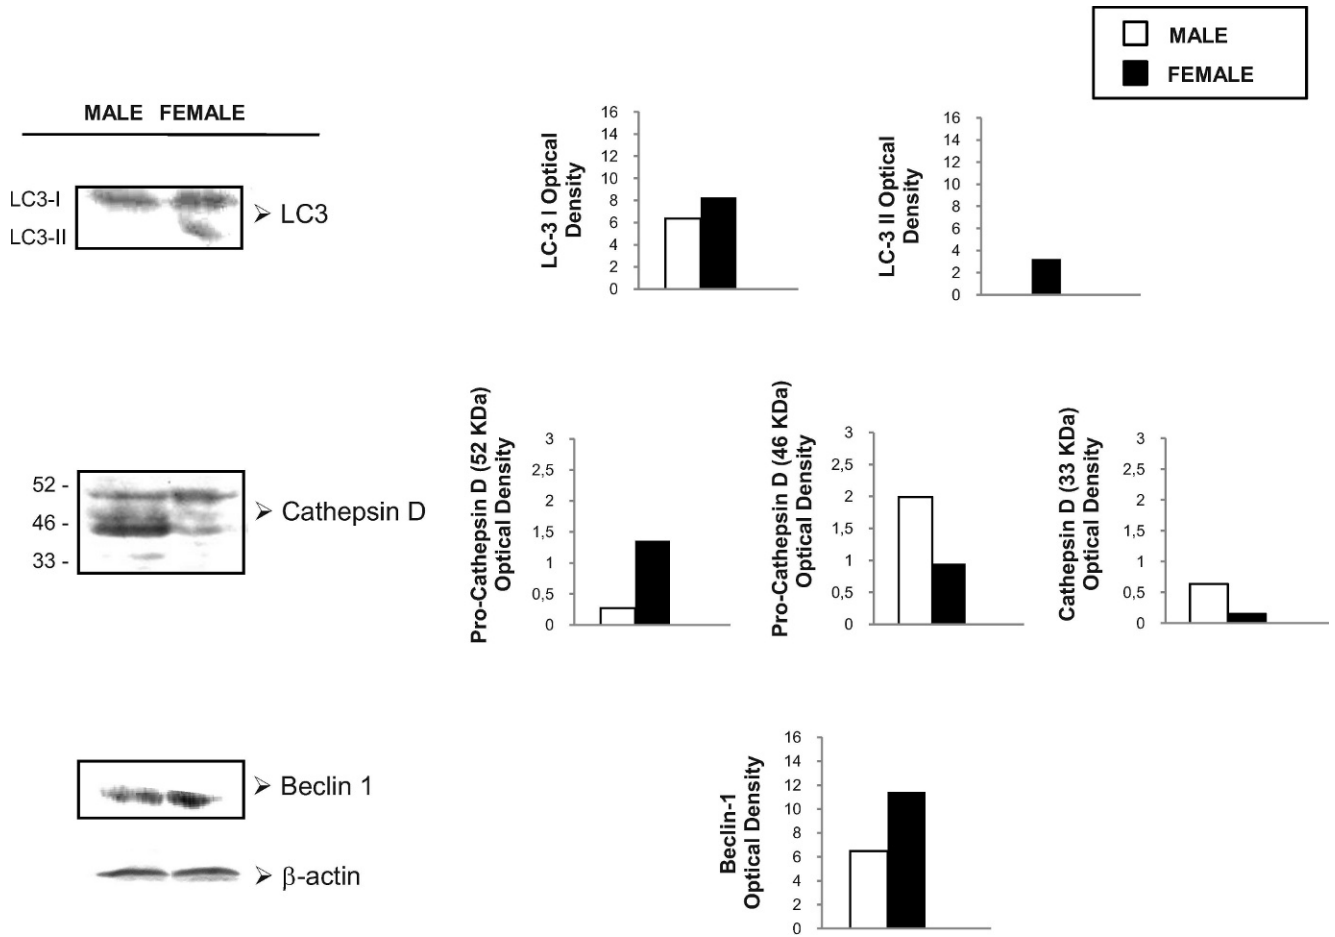 MALE
FEMALE
MALE FEMALE
LC3-I
LC3-II
➢ LC3
LC-3 I Optical
Density
16
14
12
10
8
6
4
2
0
LC-3 II Optical
Density
16
14
12
10
8
6
4
2
0
52 -
46 -
33 -
➢ Cathepsin D
Pro-Cathepsin D (52 KDa)
Optical Density
3
2,5
2
1,5
1
0,5
0
Pro-Cathepsin D (46 KDa)
Optical Density
3
2,5
2
1,5
1
0,5
0
Cathepsin D (33 KDa)
Optical Density
3
2,5
2
1,5
1
0,5
0
➢ Beclin 1
➢ β-actin
Beclin-1
Optical Density
16
14
12
10
8
6
4
2
0